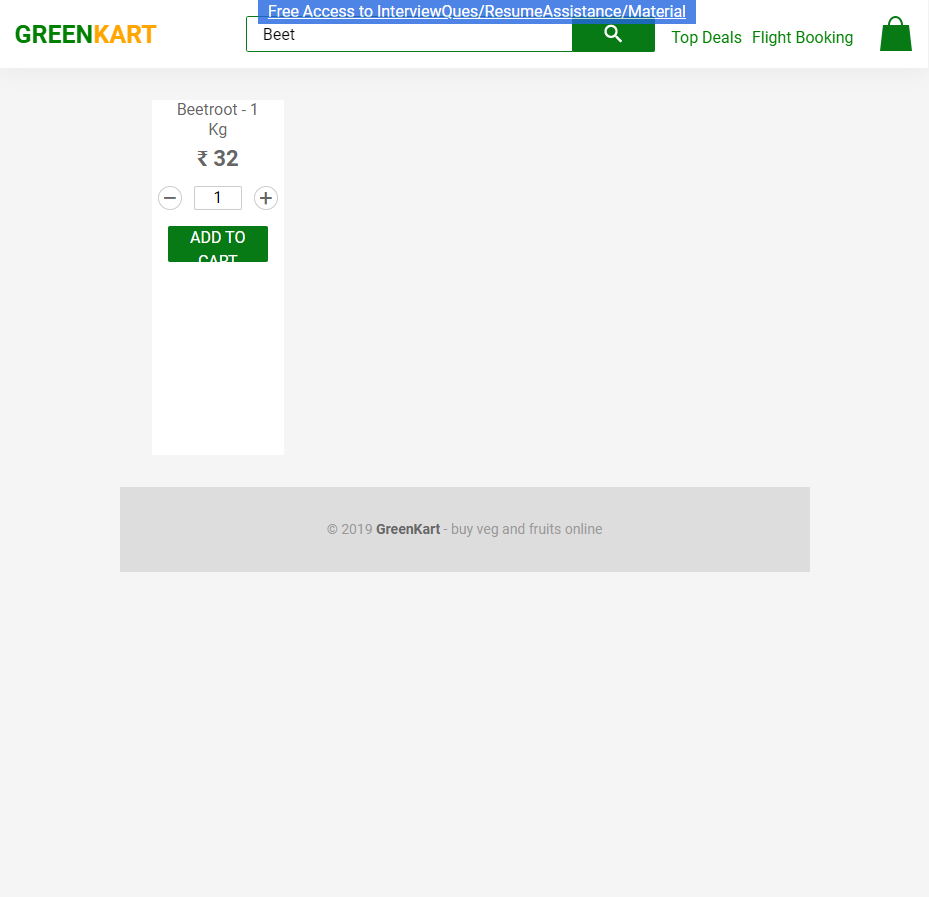 Free Access to InterviewQues/ResumeAssistance/Material
GREENKART
Beet
Top Deals Flight Booking
Beetroot - 1
Kg
₹ 32
1
ADD TO
CART
© 2019 GreenKart - buy veg and fruits online